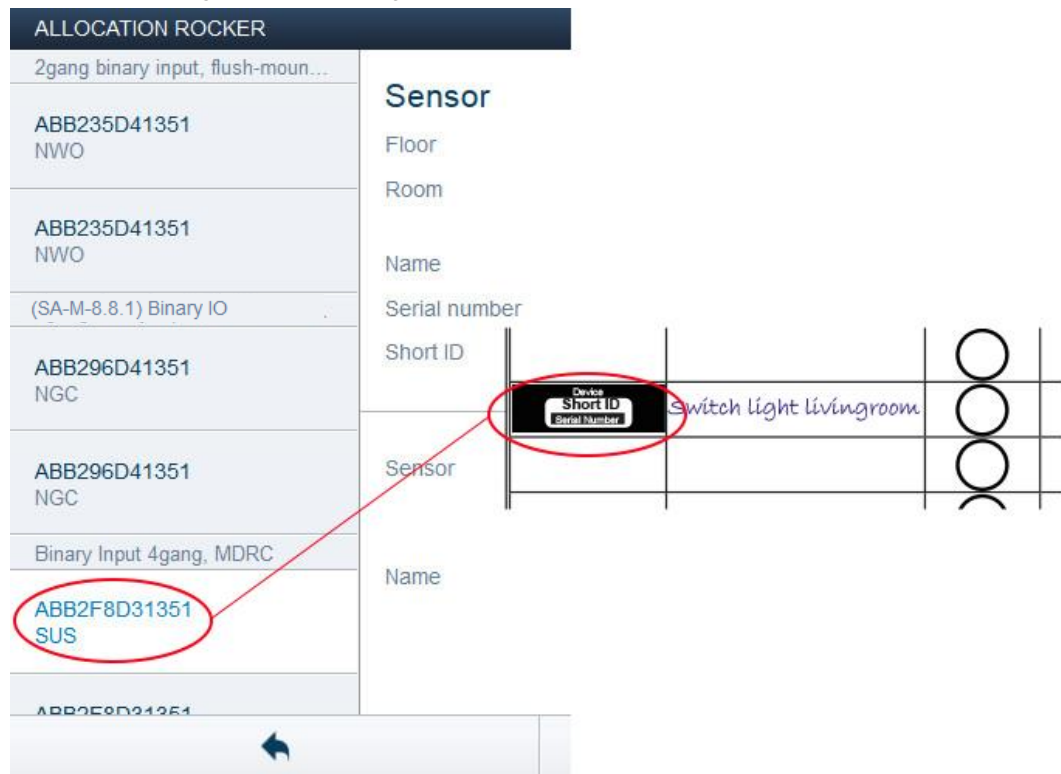 ALLOCATION ROCKER
2gang binary input, flush-moun...
ABB235D41351
NWO
ABB235D41351
NWO
(SA-M-8.8.1) Binary IO
ABB296D41351
NGC
ABB296D41351
NGC
Binary Input 4gang, MDRC
ABB2F8D31351
SUS
ABB2F8D31351
Sensor
Floor
Room
Name
Serial number
Short ID
Sensor
Name
Device
Short ID
Serial Number
Switch light livingroom